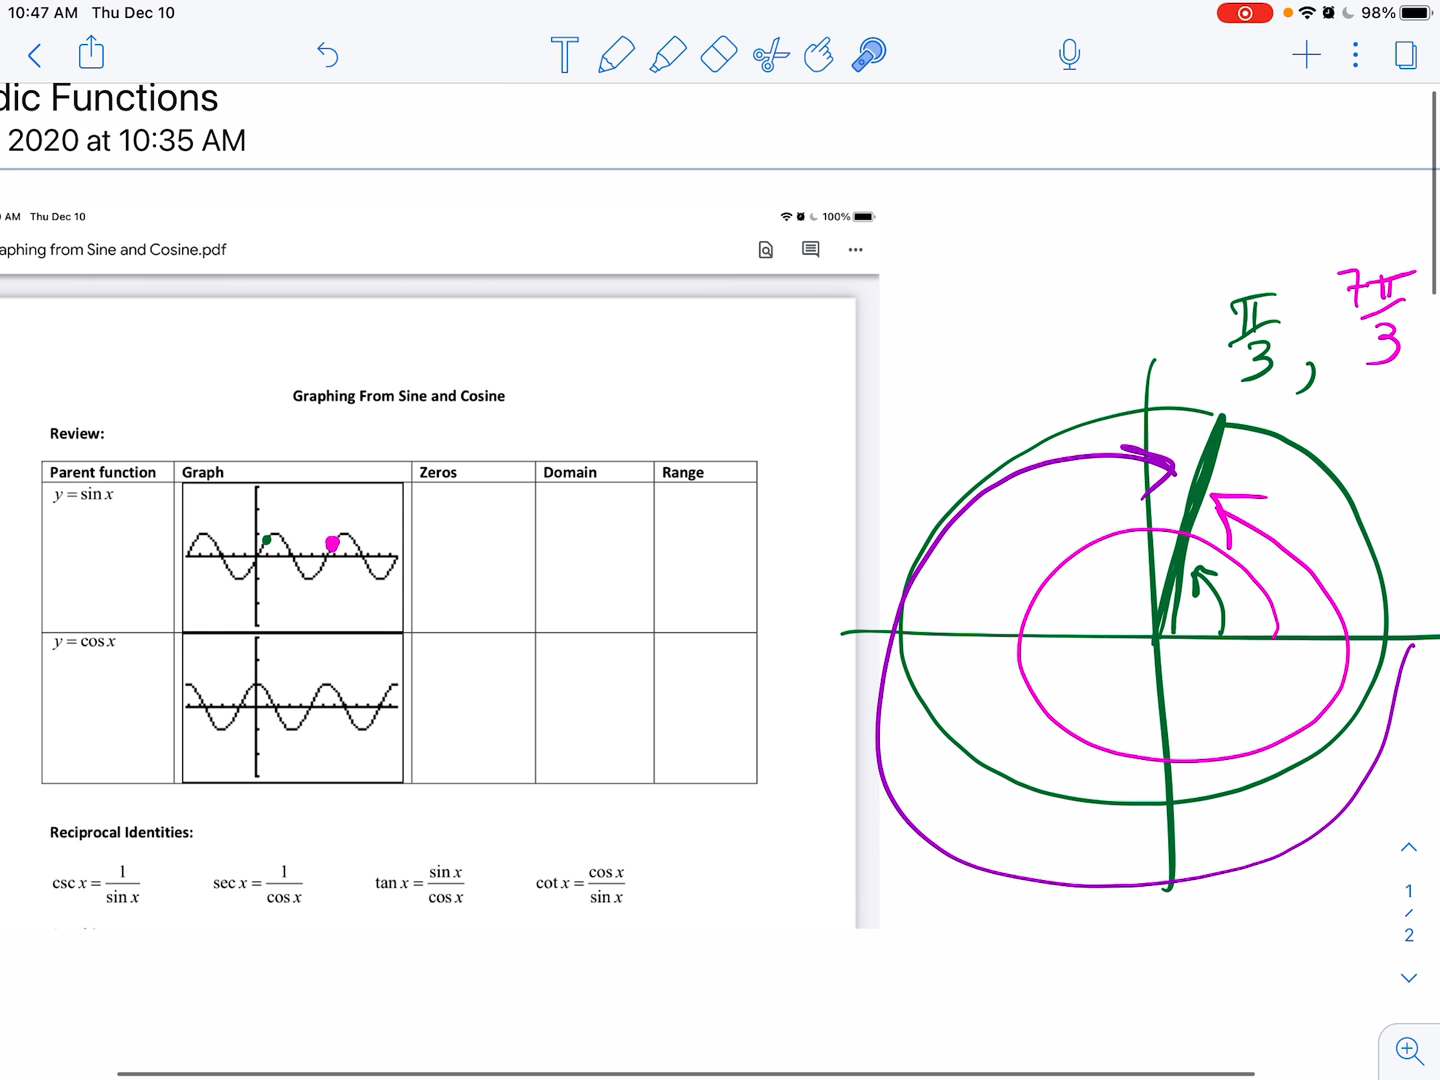 10:47 AM Thu Dec 10
98%
dic Functions
2020 at 10:35 AM
AM Thu Dec 10
100%
aphing from Sine and Cosine.pdf
π/3 , 7π/3
Graphing From Sine and Cosine
Review:
Parent function Graph Zeros Domain Range
y = sin x
y = cos x
Reciprocal Identities:
csc x = 1/sin x sec x = 1/cos x tan x = sin x/cos x cot x = cos x/sin x
1
/
2